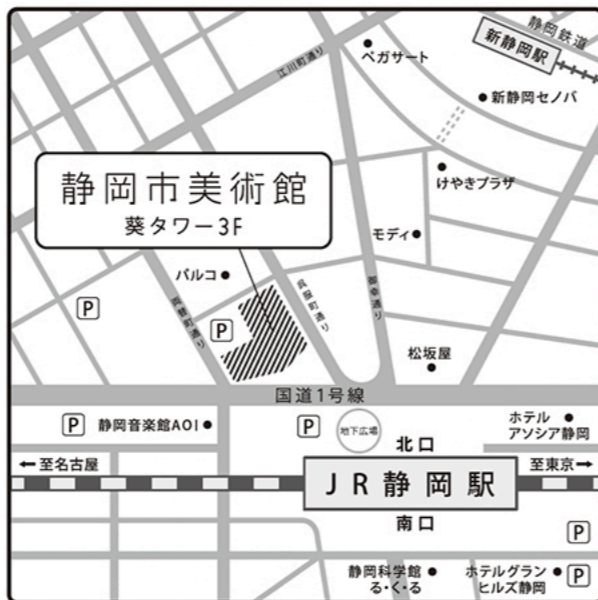 静岡鉄道
新静岡駅
江川町通り
ペガサート
新静岡セノバ
けやきプラザ
静岡市美術館
葵タワー3F
モディ
パルコ
呉服町通り
御幸通り
両替町通り
P
P
松坂屋
国道1号線
P
静岡音楽館AOI
P
地下広場
北口
ホテル
アソシア静岡
←至名古屋
至東京→
JR静岡駅
南口
P
静岡科学館
る・く・る
ホテルグラン
ヒルズ静岡
P